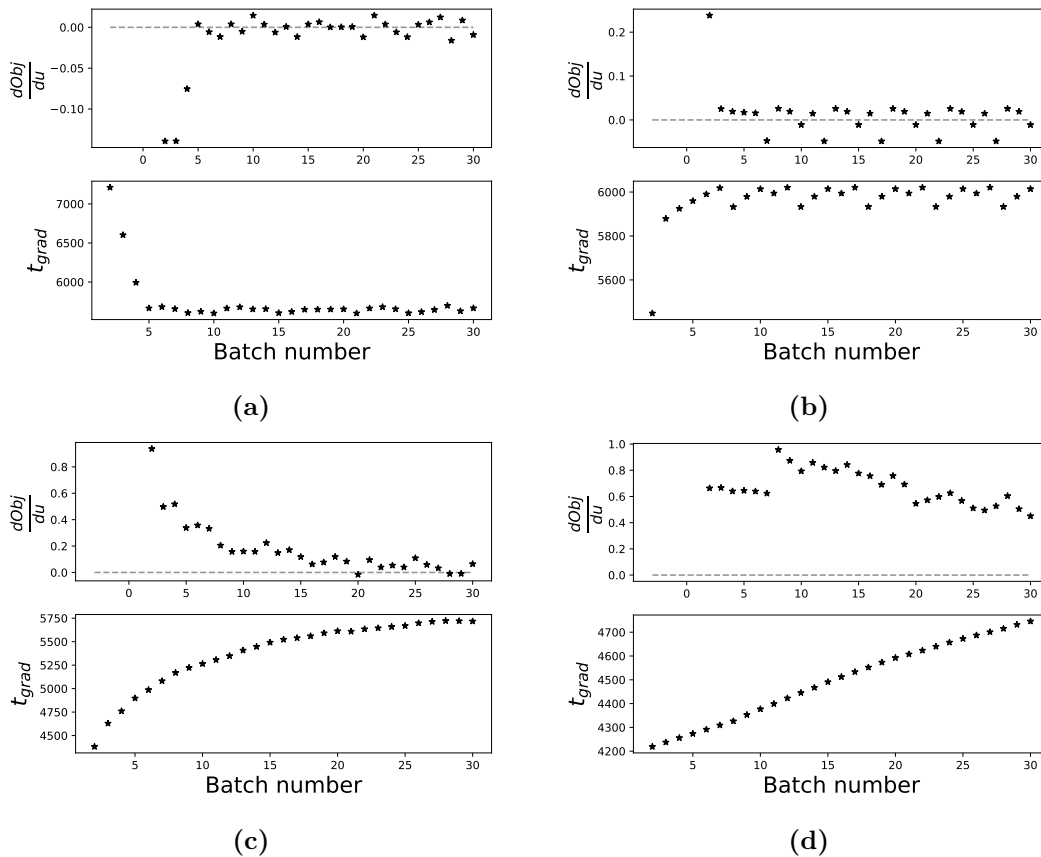 0.00
−0.05
−0.10
dObj
du
0 5 10 15 20 25 30
7000
6500
6000
t_grad
5 10 15 20 25 30
Batch number
(a)
0.2
0.1
0.0
dObj
du
0 5 10 15 20 25 30
6000
5800
5600
t_grad
5 10 15 20 25 30
Batch number
(b)
0.8
0.6
0.4
0.2
0.0
dObj
du
0 5 10 15 20 25 30
5750
5500
5250
5000
4750
4500
t_grad
5 10 15 20 25 30
Batch number
(c)
1.0
0.8
0.6
0.4
0.2
0.0
dObj
du
0 5 10 15 20 25 30
4700
4600
4500
4400
4300
4200
t_grad
5 10 15 20 25 30
Batch number
(d)